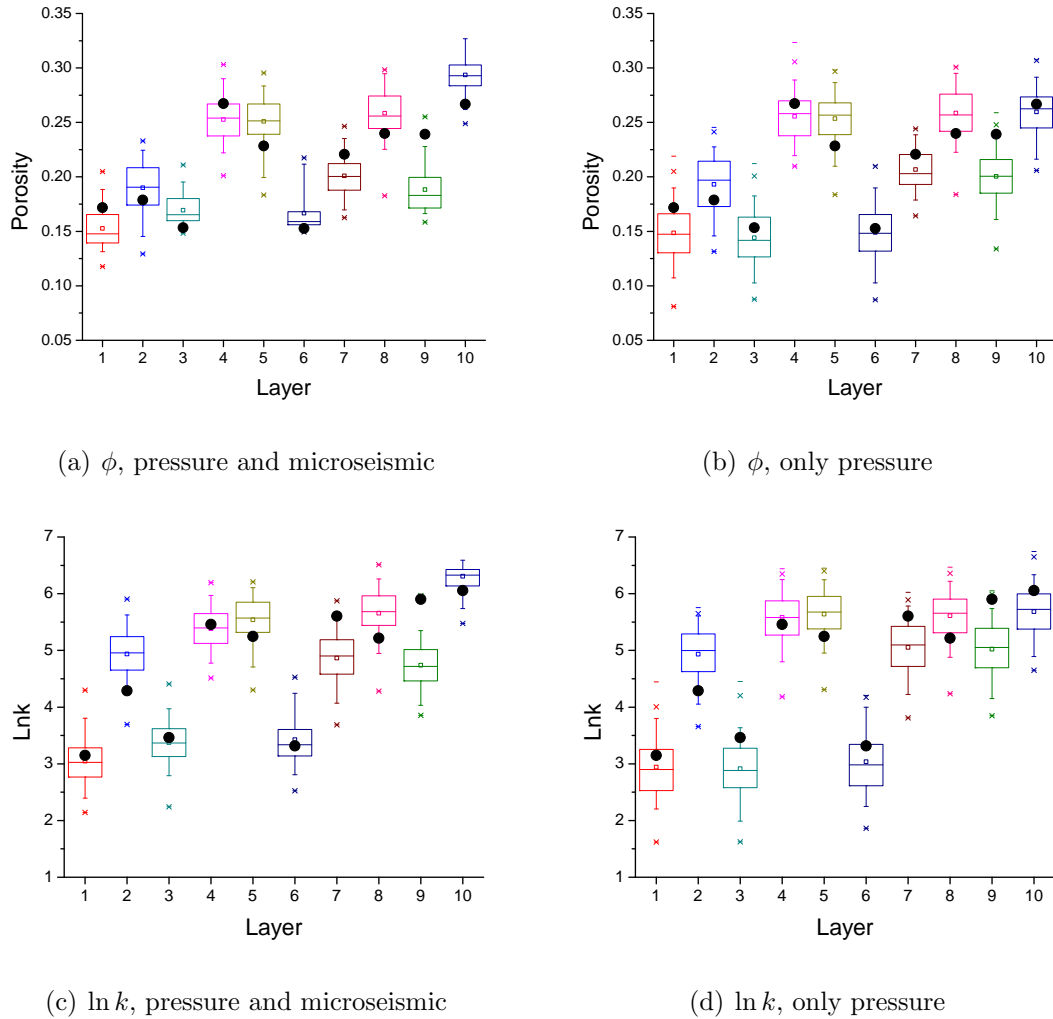 0.35
0.30
0.25
0.20
0.15
0.10
0.05
Porosity
1 2 3 4 5 6 7 8 9 10
Layer
(a) ϕ, pressure and microseismic
0.35
0.30
0.25
0.20
0.15
0.10
0.05
Porosity
1 2 3 4 5 6 7 8 9 10
Layer
(b) ϕ, only pressure
7
6
5
4
3
2
1
Lnk
1 2 3 4 5 6 7 8 9 10
Layer
(c) ln k, pressure and microseismic
7
6
5
4
3
2
1
Lnk
1 2 3 4 5 6 7 8 9 10
Layer
(d) ln k, only pressure